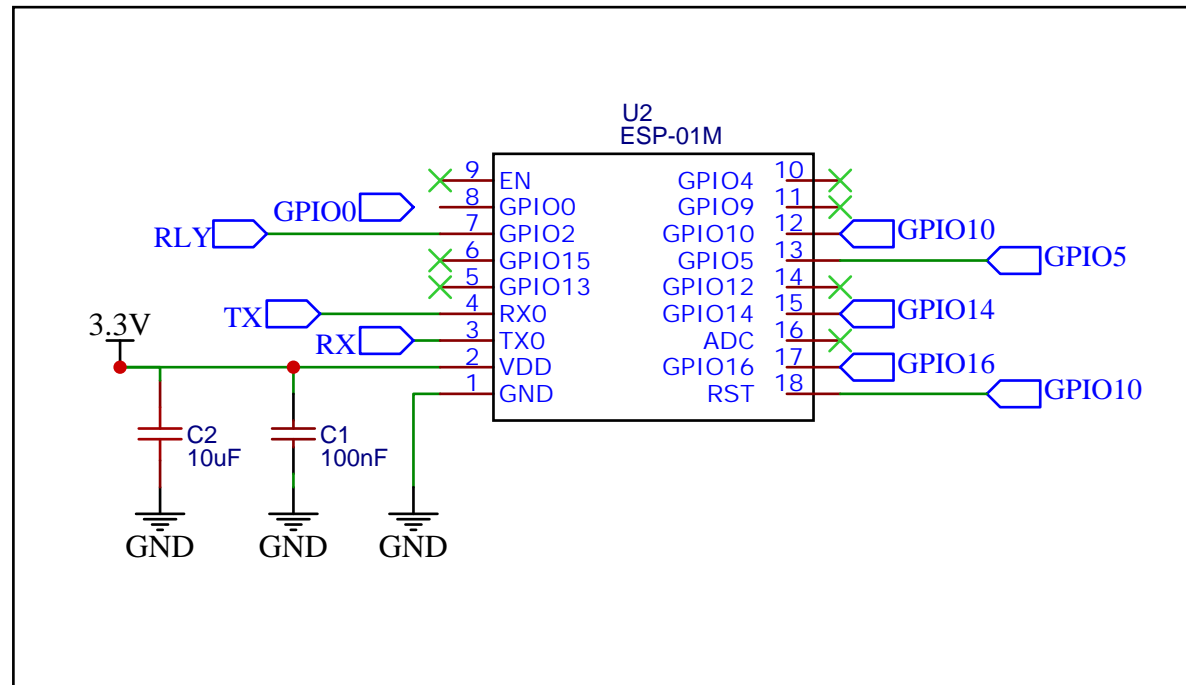 U2
ESP-01M
9 EN GPIO4 10
GPIO0 8 GPIO0 GPIO9 11
RLY 7 GPIO2 GPIO10 12 GPIO10
6 GPIO15 GPIO5 13 GPIO5
5 GPIO13 GPIO12 14
TX 4 RX0 GPIO14 15 GPIO14
3.3V RX 3 TX0 ADC 16
2 VDD GPIO16 17 GPIO16
1 GND RST 18 GPIO10
C2 C1
10uF 100nF
GND GND GND